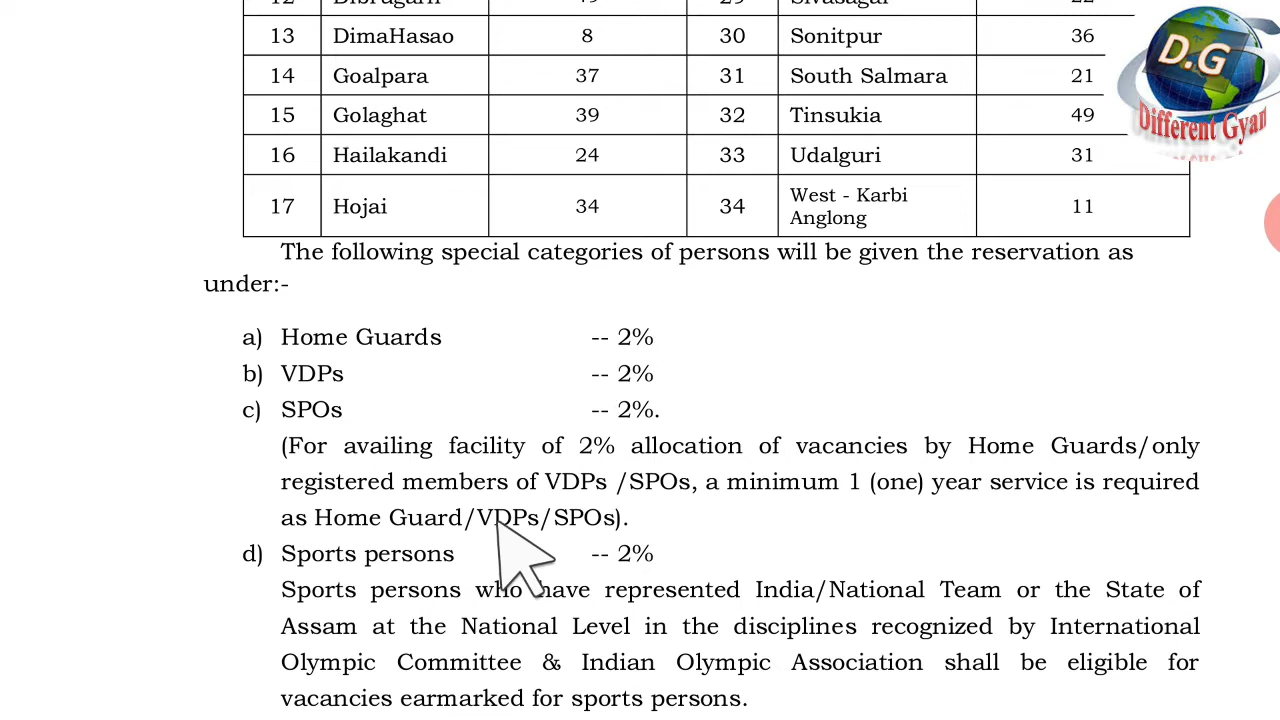 12 Dibrugarh 49 29 Sivasagar 22
13 DimaHasao 8 30 Sonitpur 36
14 Goalpara 37 31 South Salmara 21
15 Golaghat 39 32 Tinsukia 49
16 Hailakandi 24 33 Udalguri 31
17 Hojai 34 34 West - Karbi Anglong 11
D.G
Different Gyan
The following special categories of persons will be given the reservation as
under:-
a) Home Guards -- 2%
b) VDPs -- 2%
c) SPOs -- 2%.
(For availing facility of 2% allocation of vacancies by Home Guards/only
registered members of VDPs /SPOs, a minimum 1 (one) year service is required
as Home Guard/VDPs/SPOs).
d) Sports persons -- 2%
Sports persons who have represented India/National Team or the State of
Assam at the National Level in the disciplines recognized by International
Olympic Committee & Indian Olympic Association shall be eligible for
vacancies earmarked for sports persons.